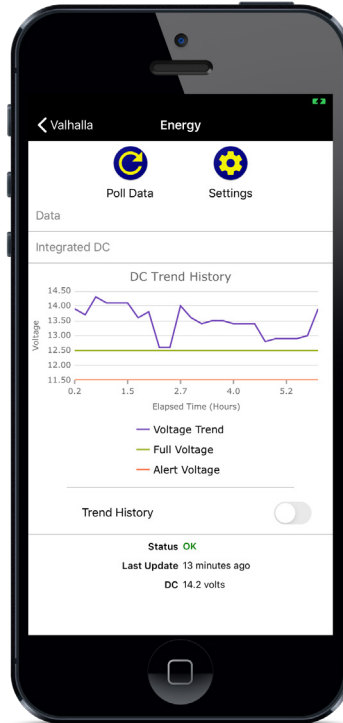 Valhalla Energy
Poll Data Settings
Data
Integrated DC
DC Trend History
14.50
14.00
13.50
13.00
12.50
12.00
11.50
Voltage
0.2 1.5 2.7 4.0 5.2
Elapsed Time (Hours)
Voltage Trend
Full Voltage
Alert Voltage
Trend History
Status OK
Last Update 13 minutes ago
DC 14.2 volts